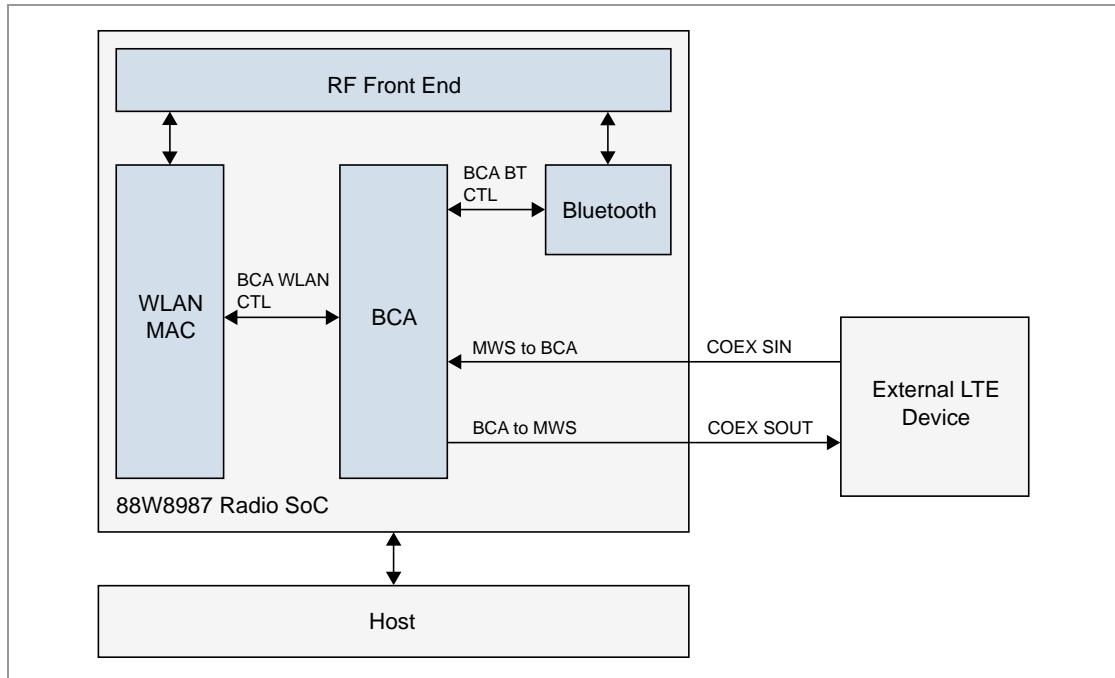 RF Front End
BCA BT
CTL
Bluetooth
BCA WLAN
CTL
WLAN
MAC
BCA
MWS to BCA
COEX SIN
External LTE
Device
BCA to MWS
COEX SOUT
88W8987 Radio SoC
Host